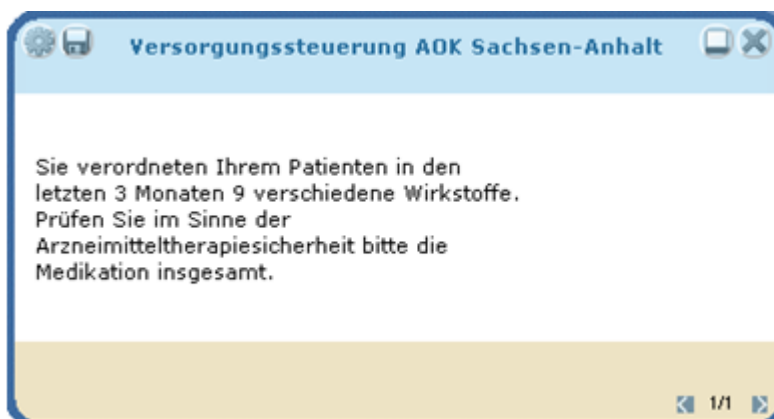 Versorgungssteuerung AOK Sachsen-Anhalt
Sie verordneten Ihrem Patienten in den
letzten 3 Monaten 9 verschiedene Wirkstoffe.
Prüfen Sie im Sinne der
Arzneimitteltherapiesicherheit bitte die
Medikation insgesamt.
1/1